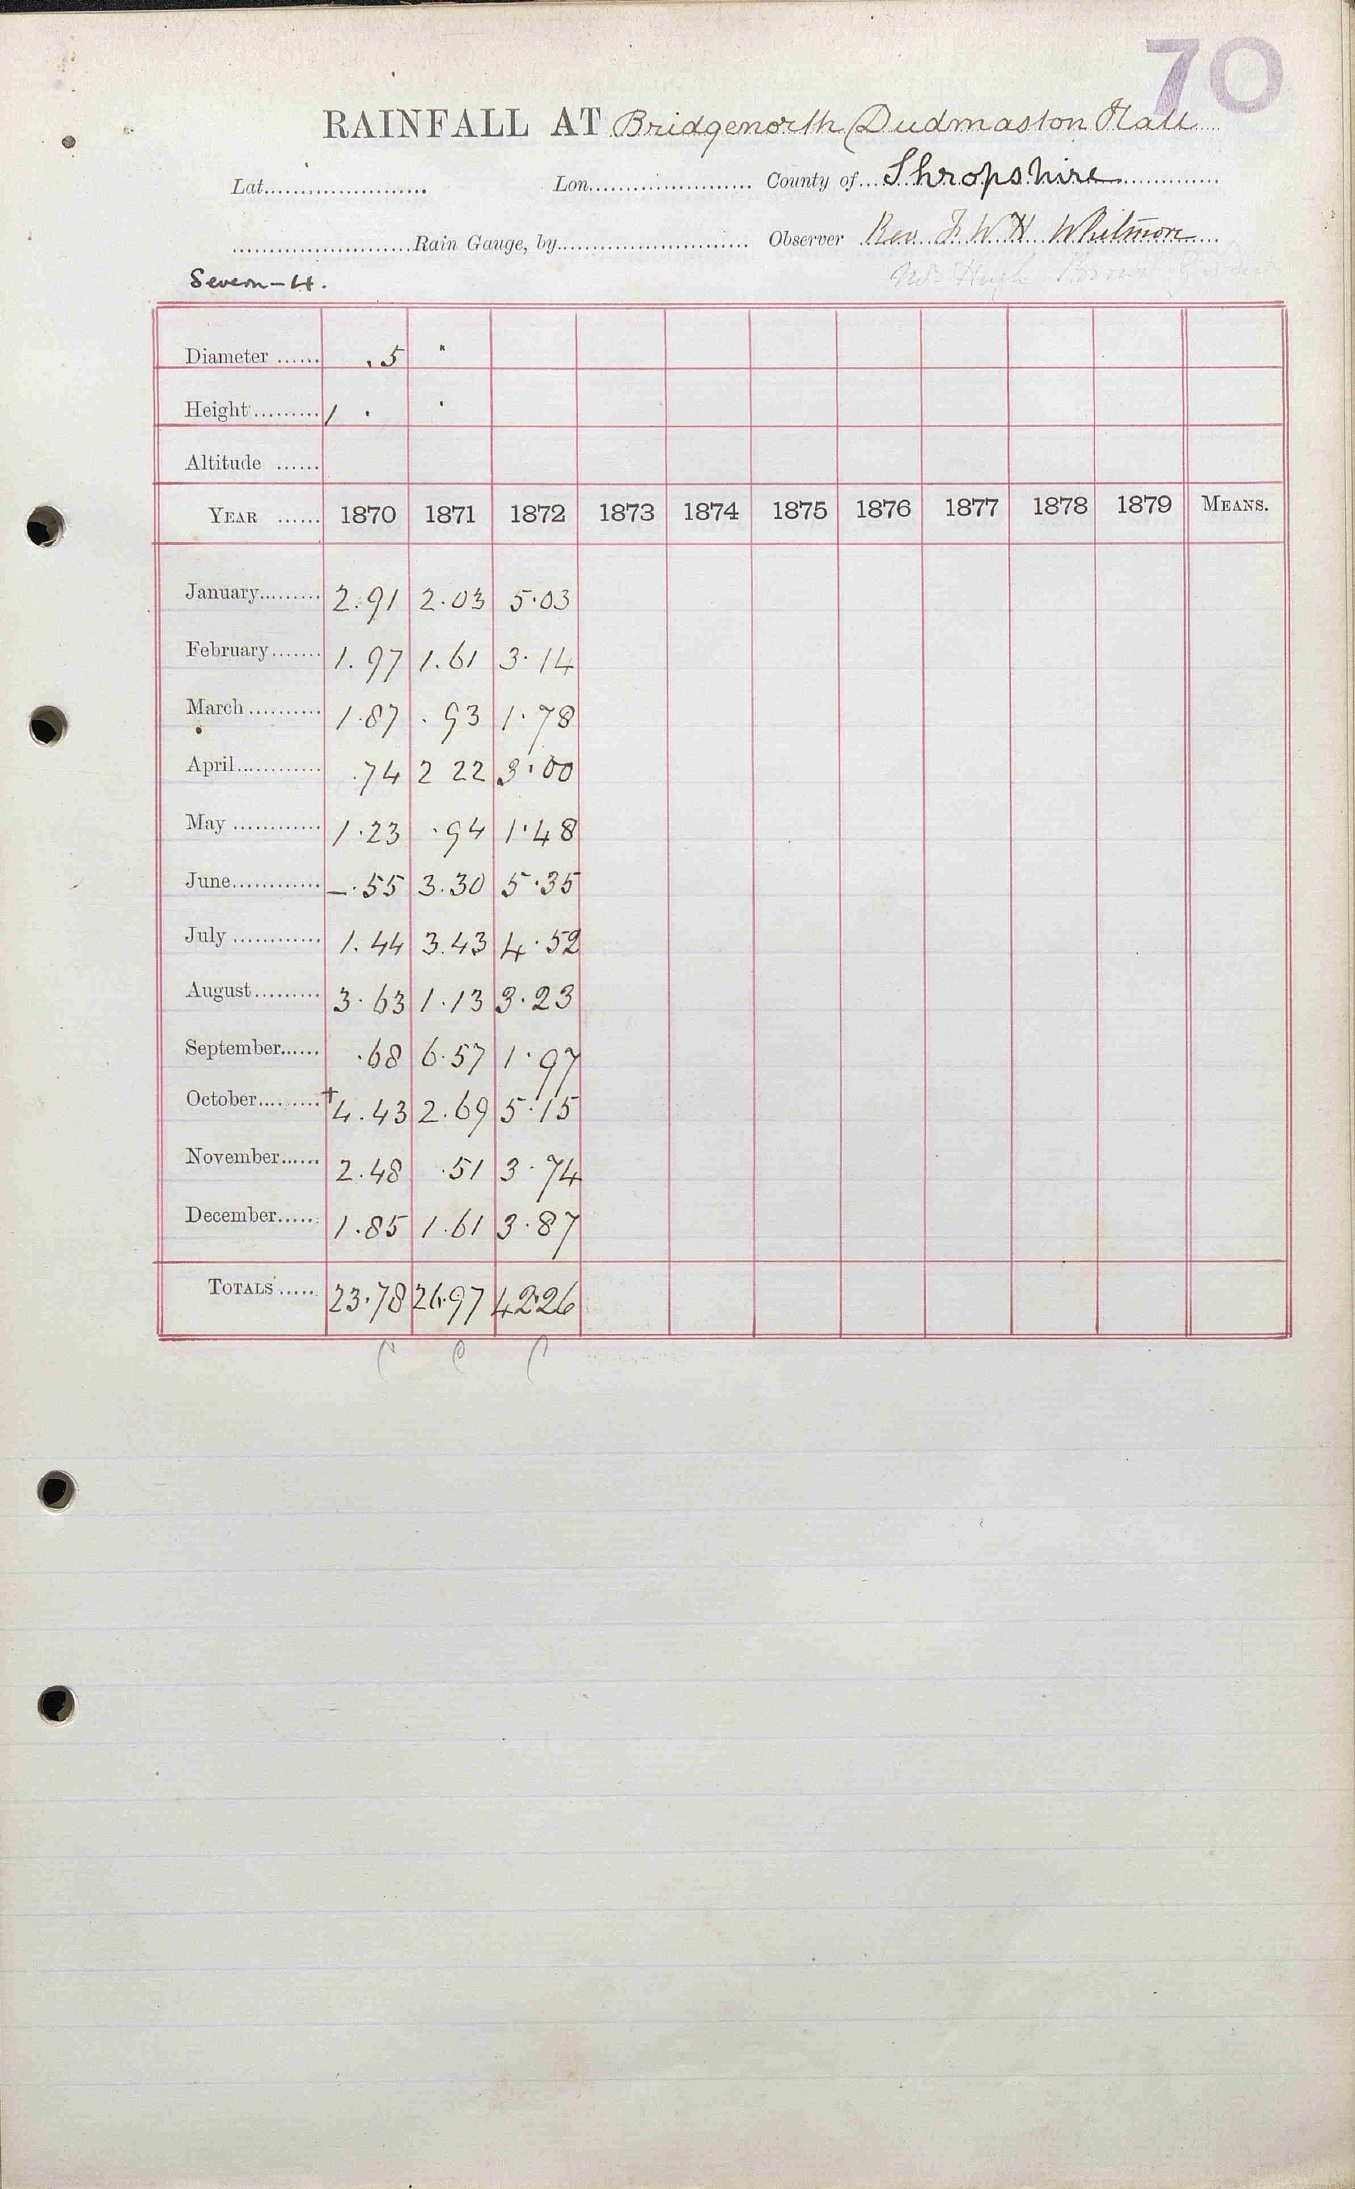 70
RAINFALL AT Bridgenorth (Dudmaston Hall
Lat...................... Lon...................... County of... Shropshire
........................Rain Gauge, by......................... Observer Rev. F. W. H. Whitmore
Severn-4.
Mr Hugh Brown
Diameter ...... .5 "
Height......... 1 . "
Altitude ......
YEAR ...... 1870 1871 1872 1873 1874 1875 1876 1877 1878 1879 MEANS.
January......... 2.91 2.03 5.03
February....... 1.97 1.61 3.14
March .......... 1.87 .93 1.78
April............ .74 2 22 3.00
May ............ 1.23 .94 1.48
June............ -.55 3.30 5.35
July ............ 1.44 3.43 4.52
August......... 3.63 1.13 3.23
September...... .68 6.57 1.97
October......... +4.43 2.69 5.15
November...... 2.48 .51 3.74
December...... 1.85 1.61 3.87
TOTALS ..... 23.78 26.97 42.26